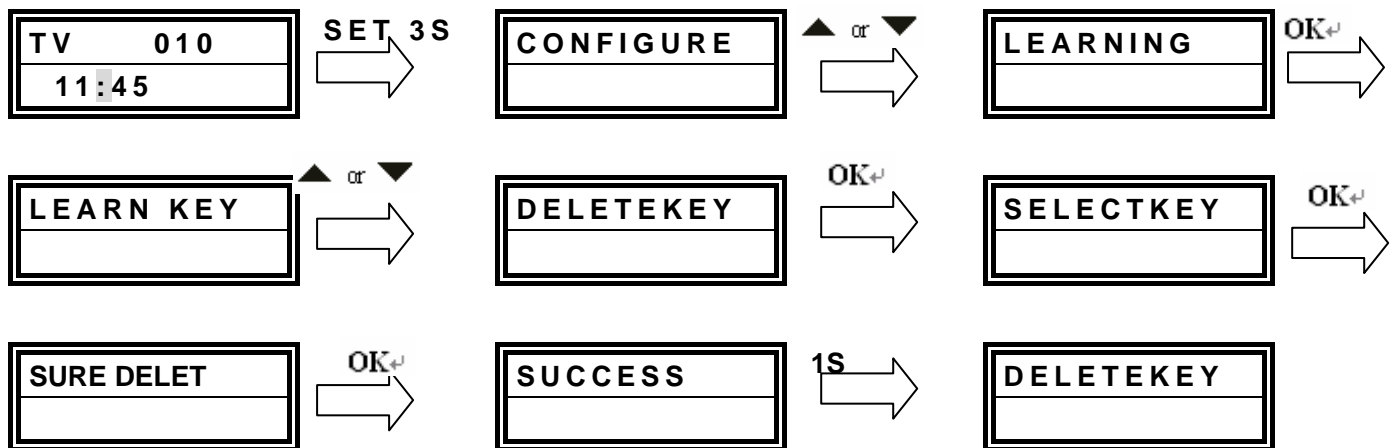 TV 010
11:45
SET 3S
CONFIGURE
▲ or ▼
LEARNING
OK↵
LEARN KEY
▲ or ▼
DELETEKEY
OK↵
SELECTKEY
OK↵
SURE DELET
OK↵
SUCCESS
1S
DELETEKEY